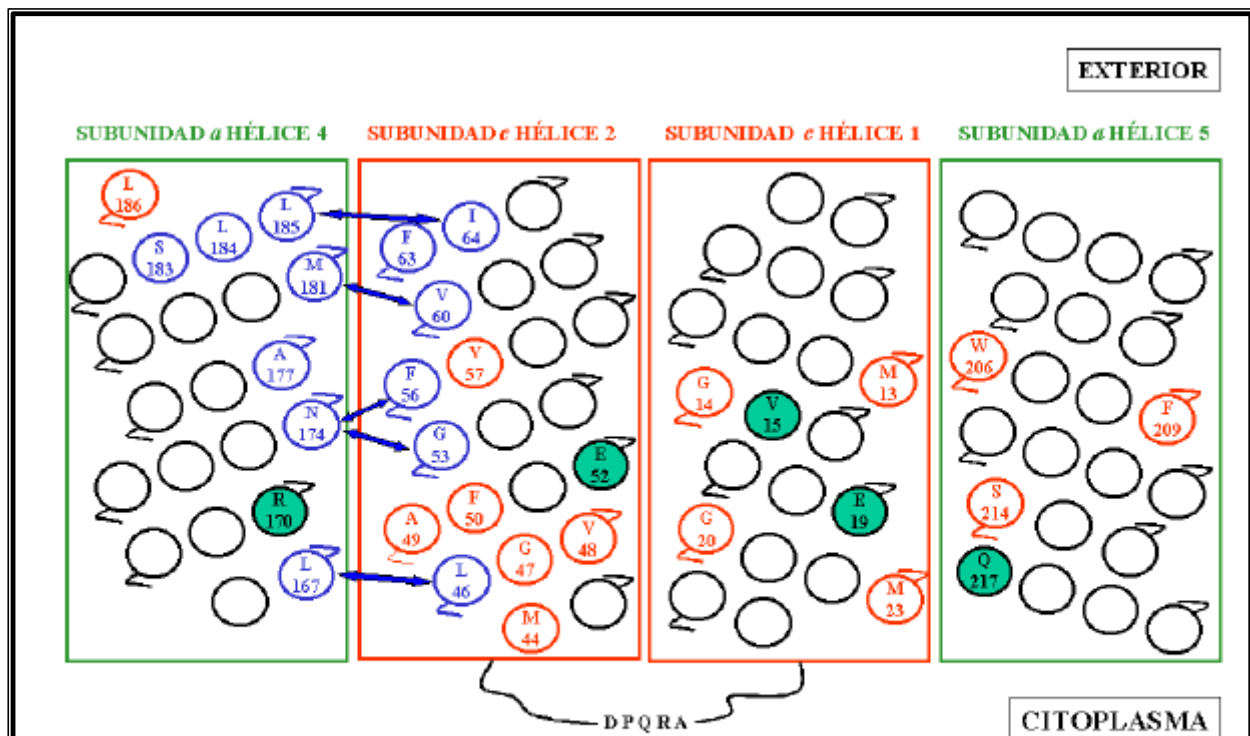 EXTERIOR
SUBUNIDAD a HÉLICE 4
SUBUNIDAD c HÉLICE 2
SUBUNIDAD c HÉLICE 1
SUBUNIDAD a HÉLICE 5
L
186
S
183
L
184
L
185
M
181
A
177
N
174
R
170
L
167
I
64
F
63
V
60
V
57
F
56
G
53
E
52
F
50
A
49
V
48
G
47
L
46
M
44
M
13
G
14
V
15
E
19
G
20
M
23
W
206
F
209
S
214
Q
217
DPQRA
CITOPLASMA